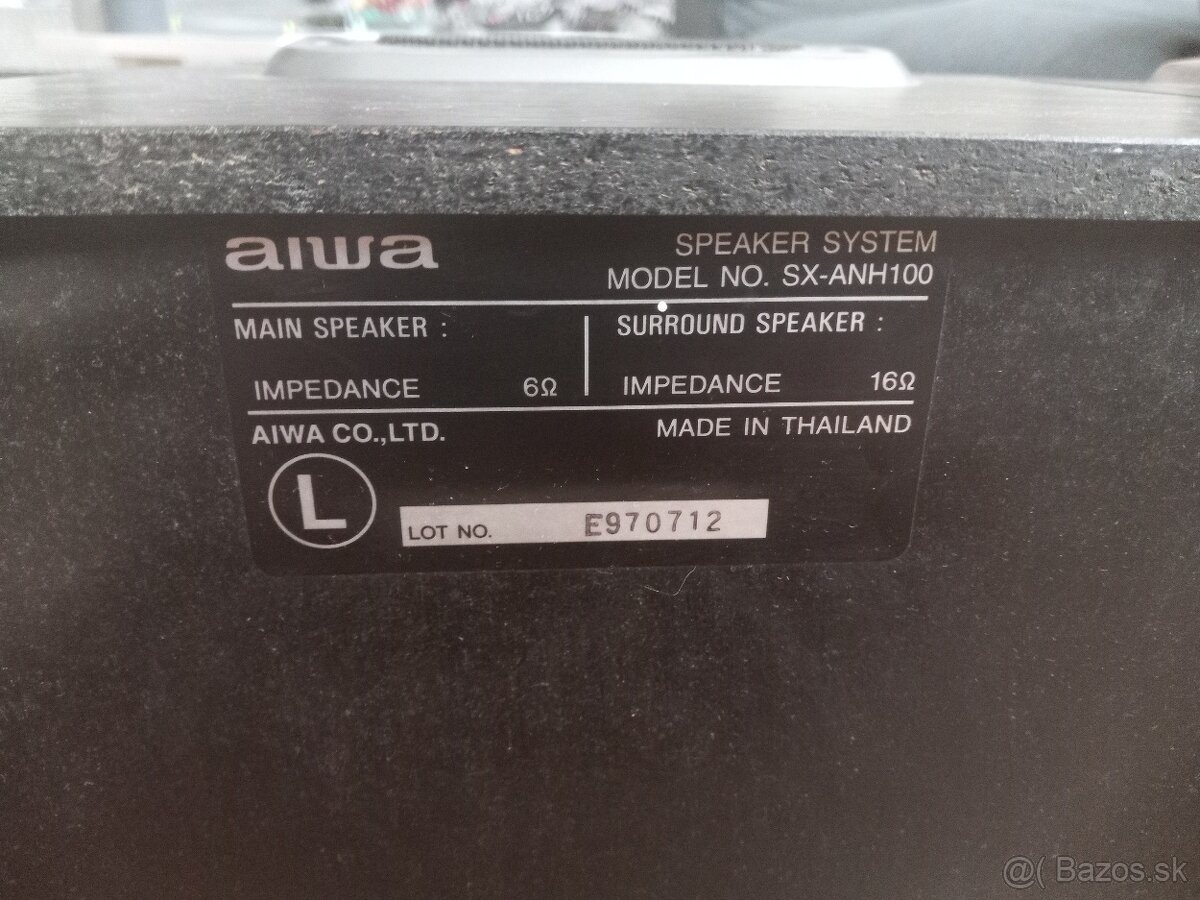 aiwa
SPEAKER SYSTEM
MODEL NO. SX-ANH100
MAIN SPEAKER :
IMPEDANCE 6Ω
SURROUND SPEAKER :
IMPEDANCE 16Ω
AIWA CO.,LTD.
MADE IN THAILAND
L
LOT NO. E970712
@( Bazos.sk